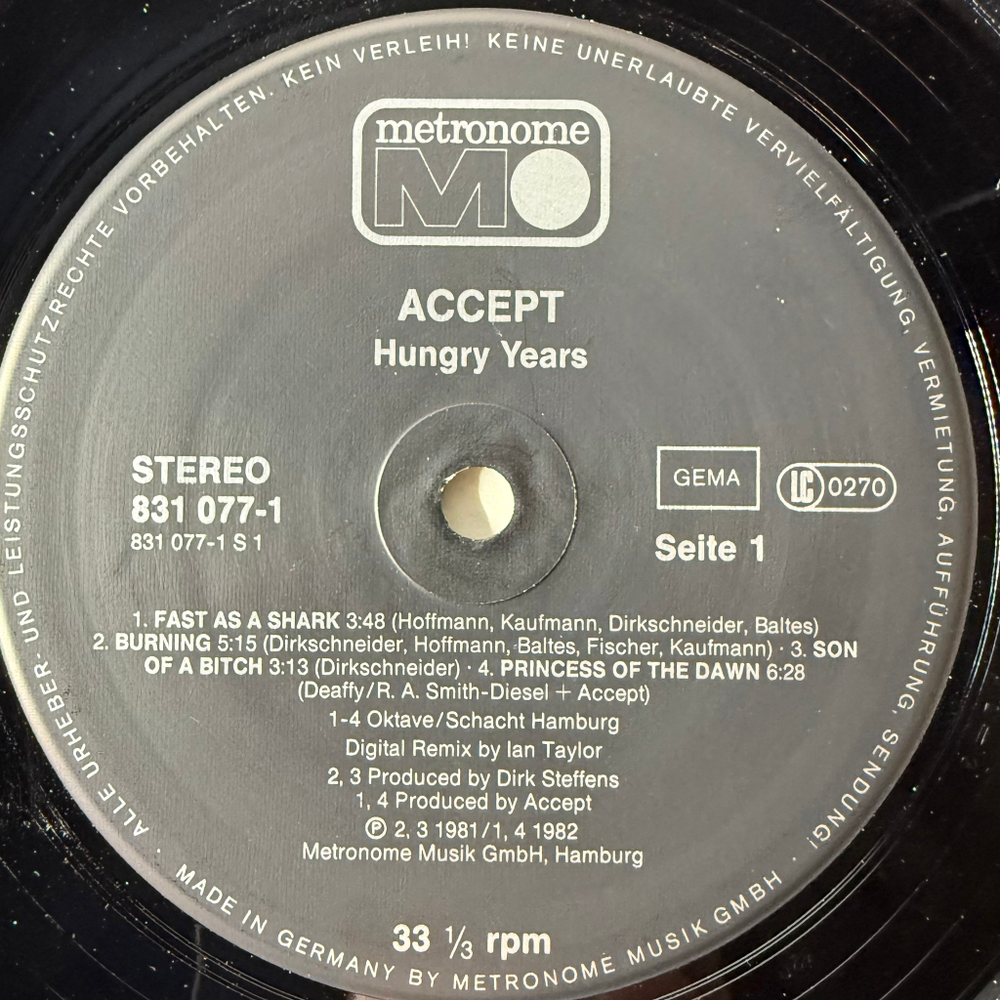 ALLE URHEBER- UND LEISTUNGSSCHUTZRECHTE VORBEHALTEN. KEIN VERLEIH! KEINE UNERLAUBTE VERVIELFÄLTIGUNG, VERMIETUNG, AUFFÜHRUNG, SENDUNG!
metronome
MO
ACCEPT
Hungry Years
STEREO
831 077-1
831 077-1 S 1
GEMA
LC 0270
Seite 1
1. FAST AS A SHARK 3:48 (Hoffmann, Kaufmann, Dirkschneider, Baltes)
2. BURNING 5:15 (Dirkschneider, Hoffmann, Baltes, Fischer, Kaufmann) · 3. SON
OF A BITCH 3:13 (Dirkschneider) · 4. PRINCESS OF THE DAWN 6:28
(Deaffy/R. A. Smith-Diesel + Accept)
1-4 Oktave/Schacht Hamburg
Digital Remix by Ian Taylor
2, 3 Produced by Dirk Steffens
1, 4 Produced by Accept
℗ 2, 3 1981/1, 4 1982
Metronome Musik GmbH, Hamburg
33 ⅓ rpm
· MADE IN GERMANY BY METRONOME MUSIK GMBH ·